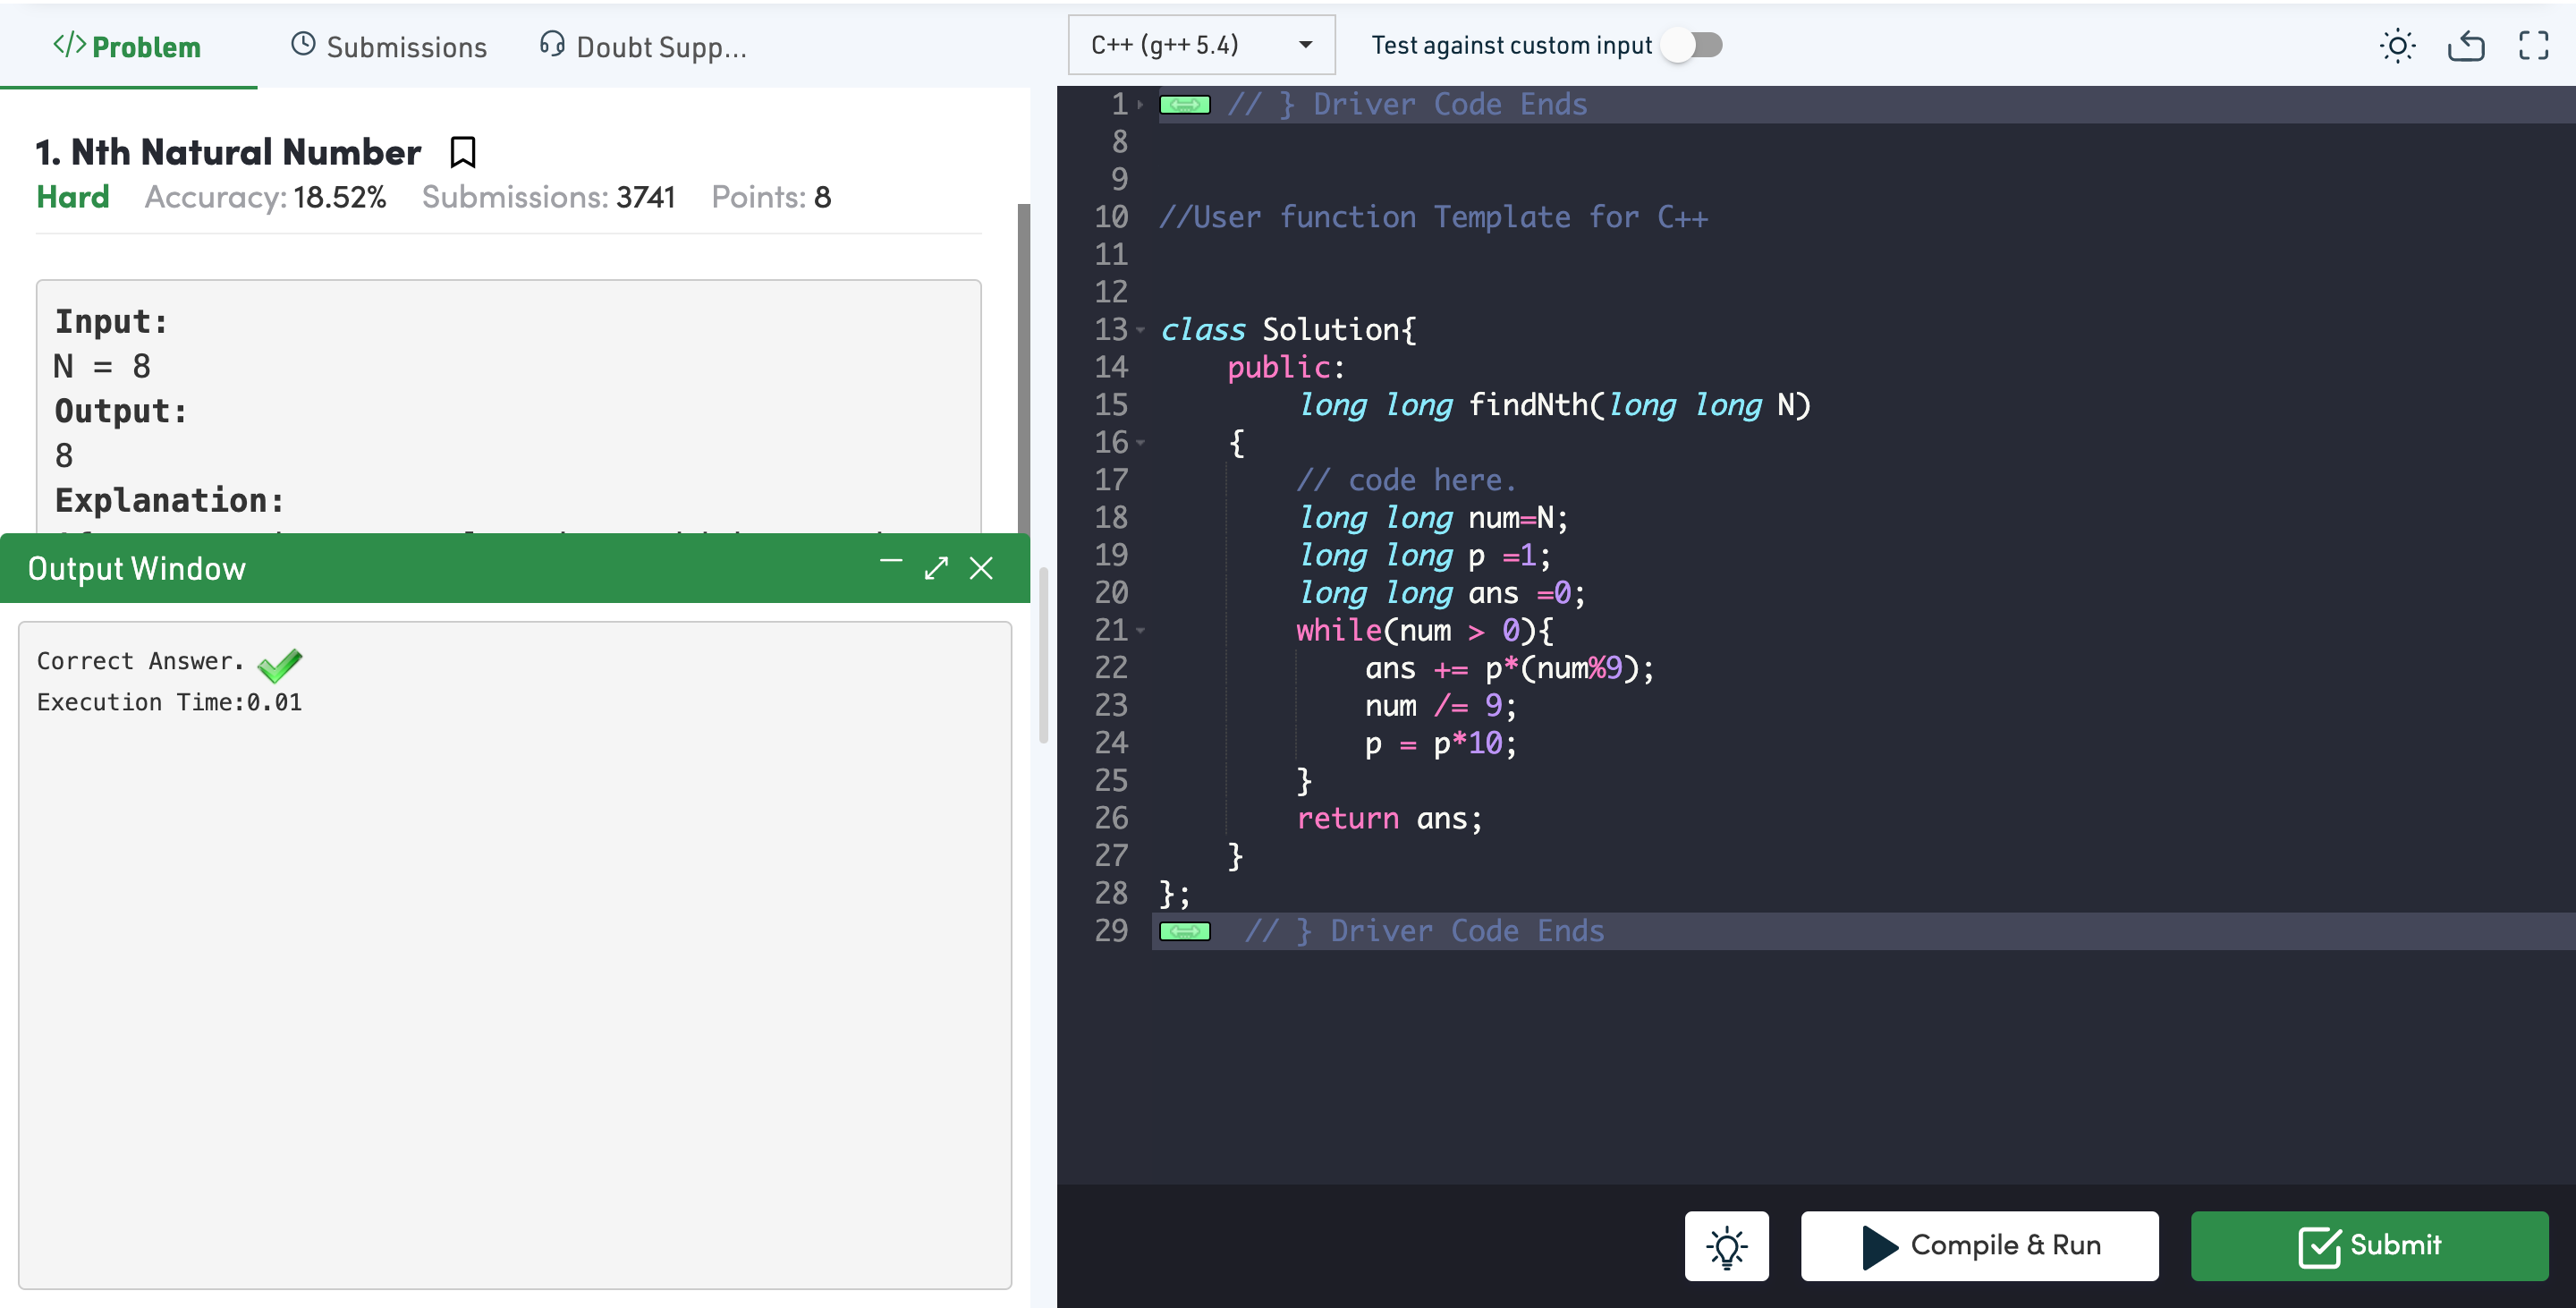 </> Problem
Submissions
Doubt Supp...
1. Nth Natural Number
Hard Accuracy: 18.52% Submissions: 3741 Points: 8
Input:
N = 8
Output:
8
Explanation:
Output Window
Correct Answer.
Execution Time:0.01
C++ (g++ 5.4)
Test against custom input
1 // } Driver Code Ends
8
9
10 //User function Template for C++
11
12
13 class Solution{
14 public:
15 long long findNth(long long N)
16 {
17 // code here.
18 long long num=N;
19 long long p =1;
20 long long ans =0;
21 while(num > 0){
22 ans += p*(num%9);
23 num /= 9;
24 p = p*10;
25 }
26 return ans;
27 }
28 };
29 // } Driver Code Ends
Compile & Run
Submit